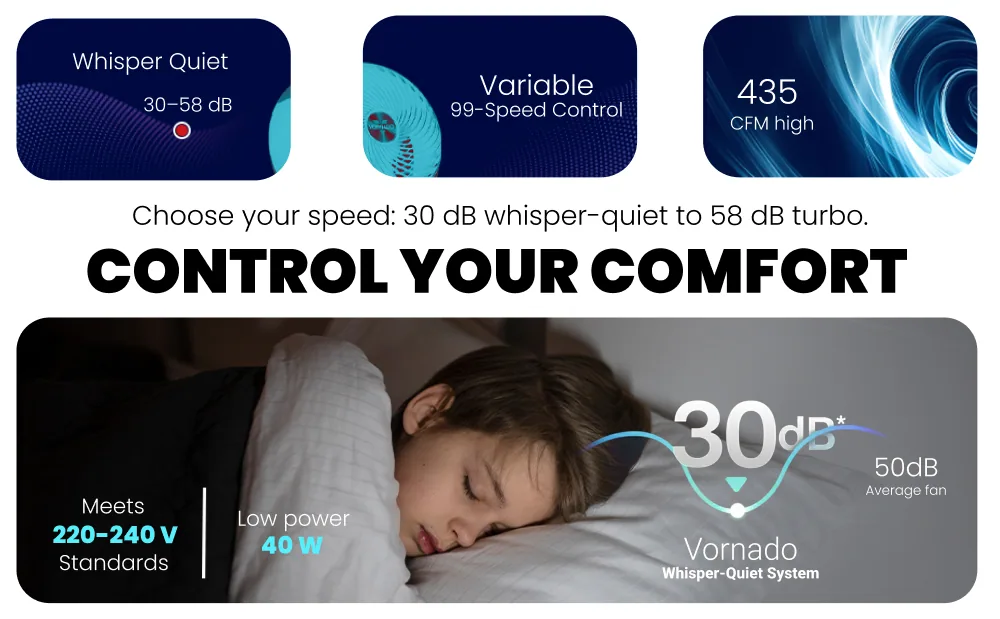 Whisper Quiet
30–58 dB
VORNADO
Variable
99-Speed Control
435
CFM high
Choose your speed: 30 dB whisper-quiet to 58 dB turbo.
CONTROL YOUR COMFORT
30dB*
50dB
Average fan
Meets
220-240 V
Standards
Low power
40 W
Vornado
Whisper-Quiet System